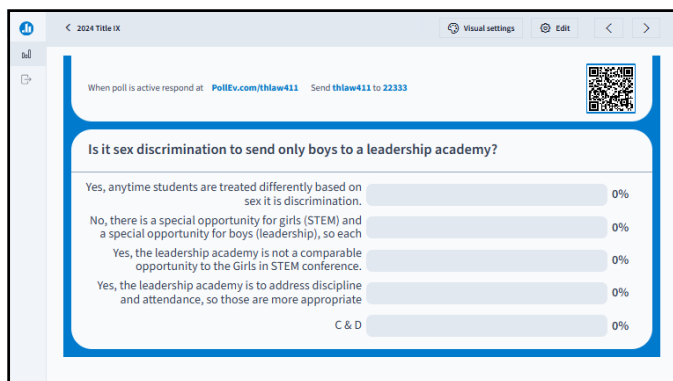 2024 Title IX
Visual settings
Edit
When poll is active respond at PollEv.com/thlaw411 Send thlaw411 to 22333
Is it sex discrimination to send only boys to a leadership academy?
Yes, anytime students are treated differently based on
sex it is discrimination.
0%
No, there is a special opportunity for girls (STEM) and
a special opportunity for boys (leadership), so each
0%
Yes, the leadership academy is not a comparable
opportunity to the Girls in STEM conference.
0%
Yes, the leadership academy is to address discipline
and attendance, so those are more appropriate
0%
C & D
0%